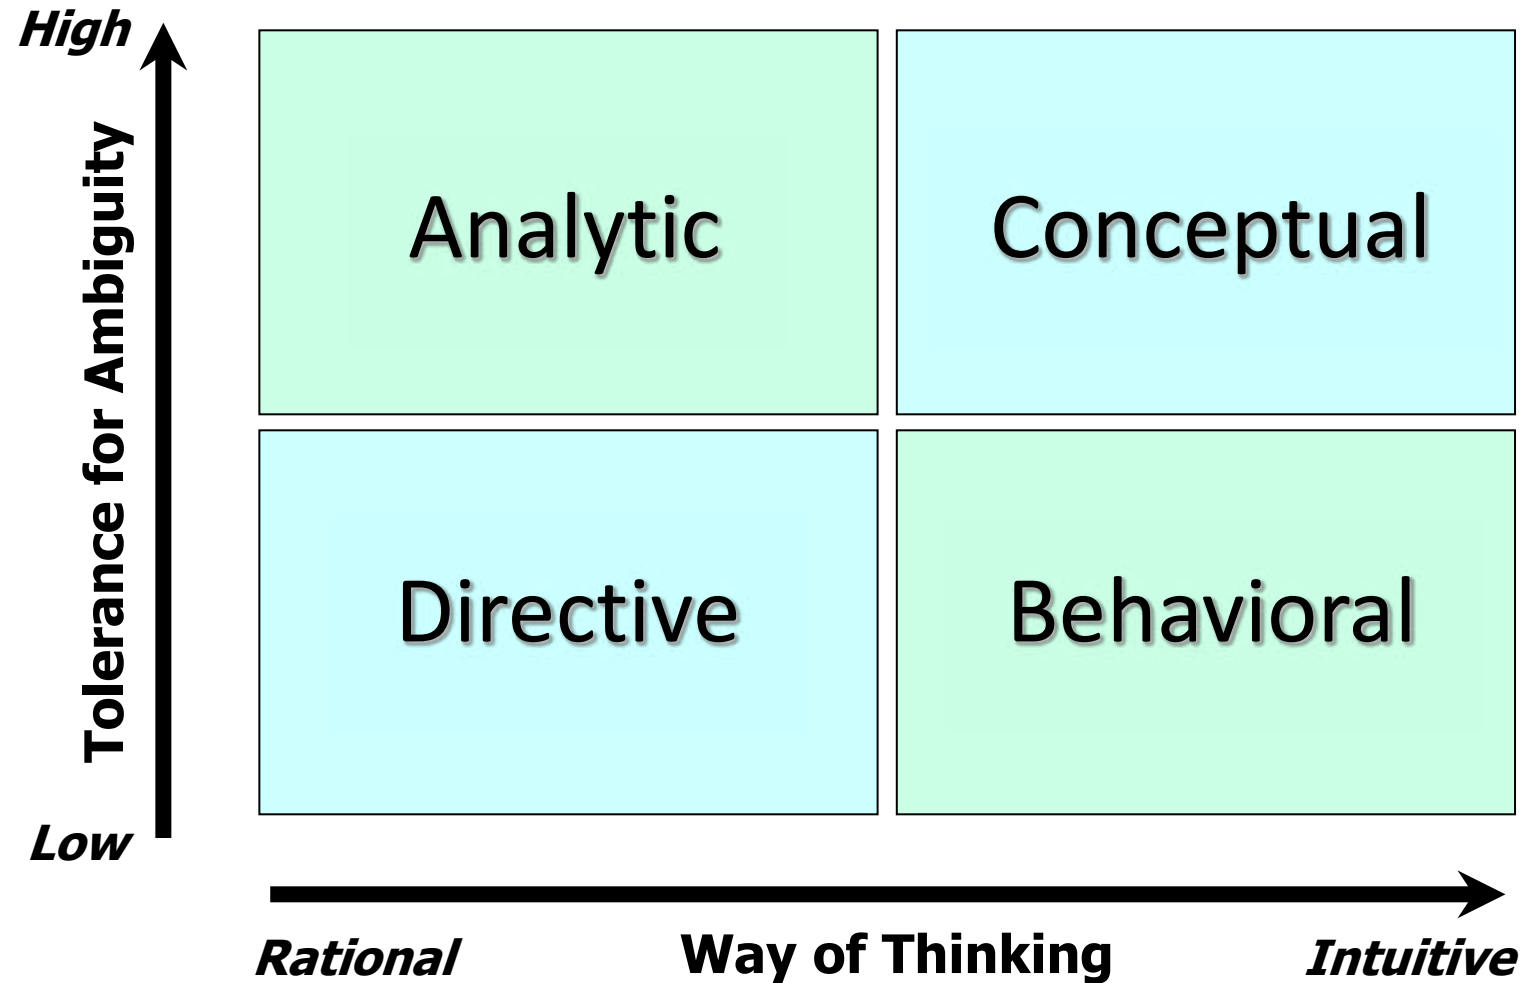 High
Tolerance for Ambiguity
Analytic
Conceptual
Directive
Behavioral
Low
Rational
Way of Thinking
Intuitive